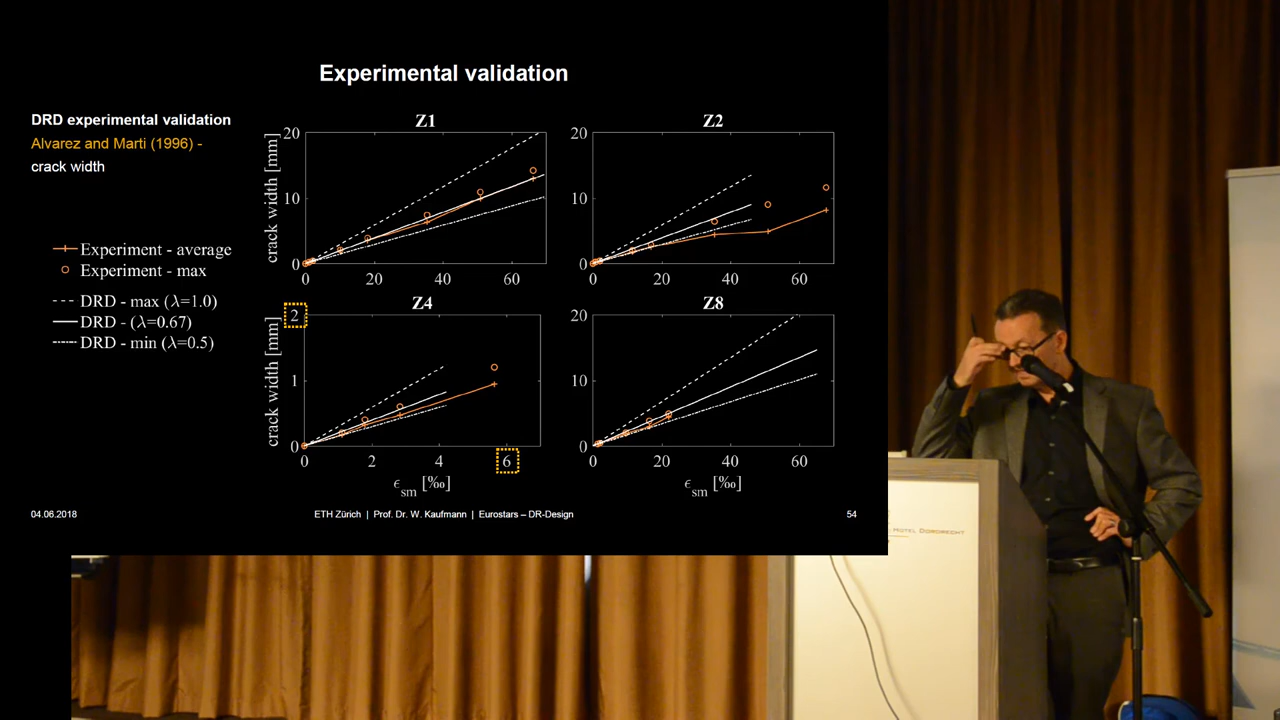 Experimental validation
DRD experimental validation
Alvarez and Marti (1996) -
crack width
Experiment - average
Experiment - max
DRD - max (λ=1.0)
DRD - (λ=0.67)
DRD - min (λ=0.5)
Z1
crack width [mm]
20
10
0
0 20 40 60
Z2
20
10
0
0 20 40 60
Z4
crack width [mm]
2
1
0
0 2 4 6
ϵsm [‰]
Z8
20
10
0
0 20 40 60
ϵsm [‰]
04.06.2018
ETH Zürich | Prof. Dr. W. Kaufmann | Eurostars – DR-Design
54
HOTEL DORDRECHT